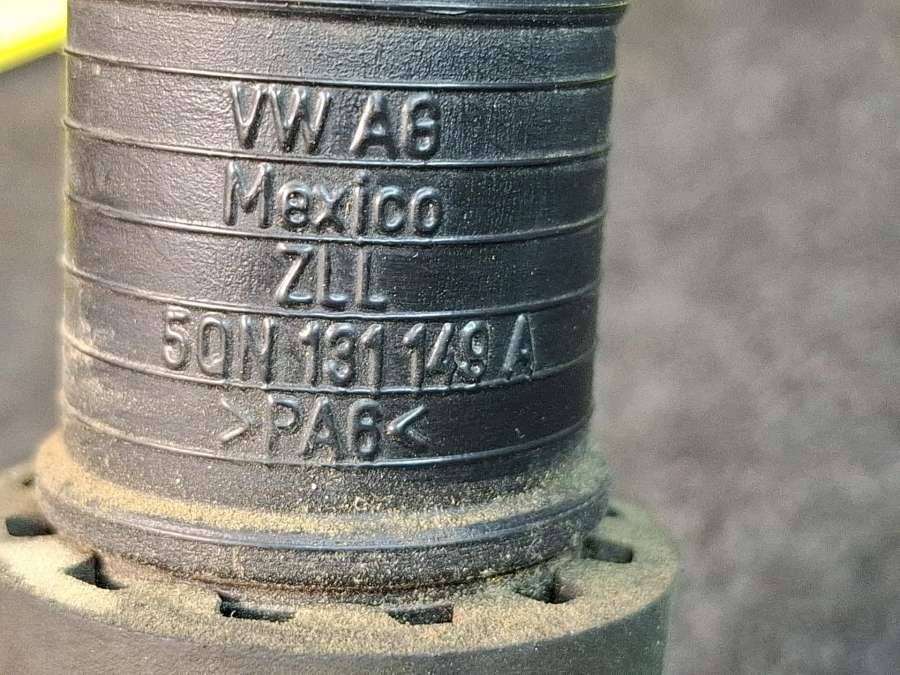 VW AG
Mexico
ZLL
5QN 131 149 A
>PA6<